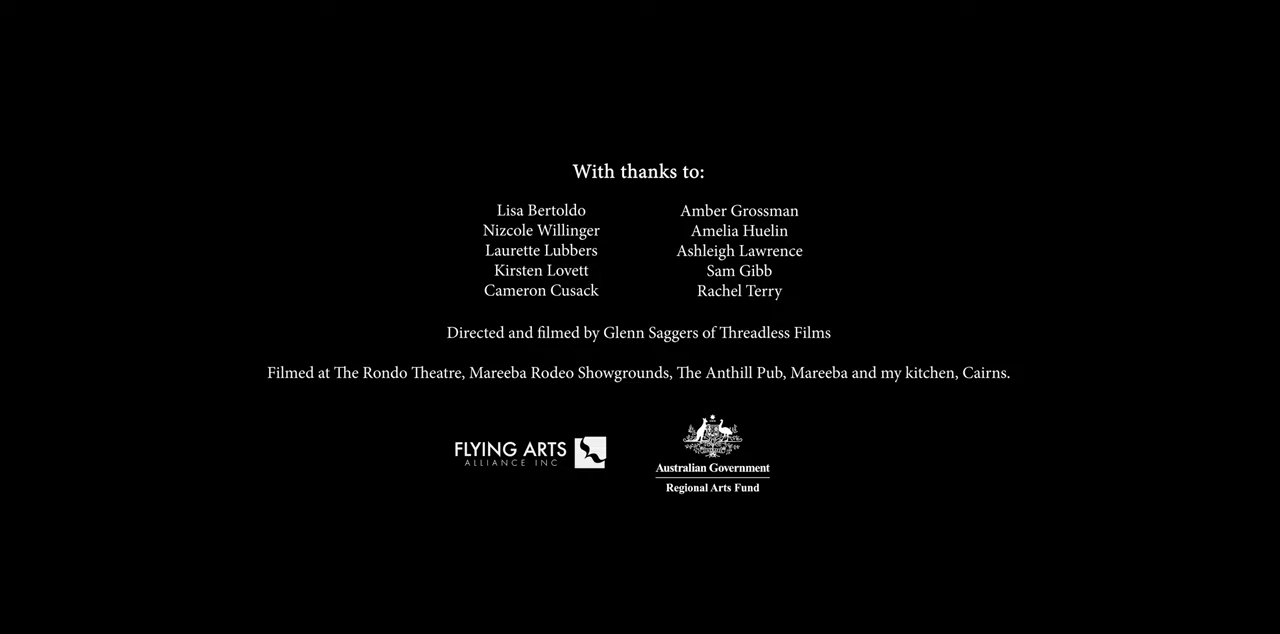 With thanks to:
Lisa Bertoldo
Nizcole Willinger
Laurette Lubbers
Kirsten Lovett
Cameron Cusack
Amber Grossman
Amelia Huelin
Ashleigh Lawrence
Sam Gibb
Rachel Terry
Directed and filmed by Glenn Saggers of Threadless Films
Filmed at The Rondo Theatre, Mareeba Rodeo Showgrounds, The Anthill Pub, Mareeba and my kitchen, Cairns.
FLYING ARTS
ALLIANCE INC
Australian Government
Regional Arts Fund